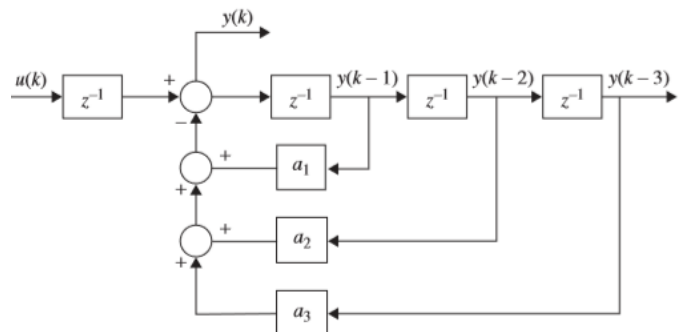 y(k)
u(k)
z⁻¹
+
−
z⁻¹
y(k − 1)
z⁻¹
y(k − 2)
z⁻¹
y(k − 3)
+
a₁
+
+
a₂
+
a₃